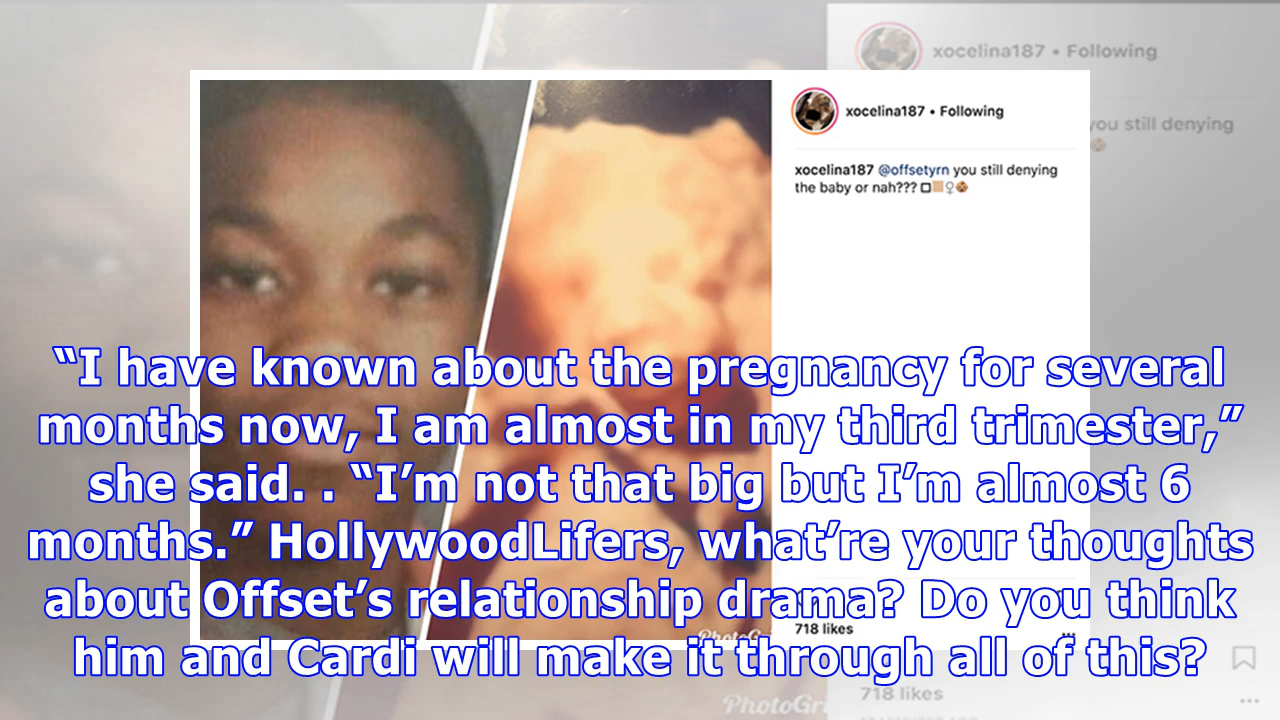 xocelina187 • Following
you still denying
xocelina187 • Following
xocelina187 @offsetyrn you still denying
the baby or nah???
“I have known about the pregnancy for several
months now, I am almost in my third trimester,”
she said. . “I’m not that big but I’m almost 6
months.” HollywoodLifers, what’re your thoughts
about Offset’s relationship drama? Do you think
him and Cardi will make it through all of this?
718 likes
718 likes